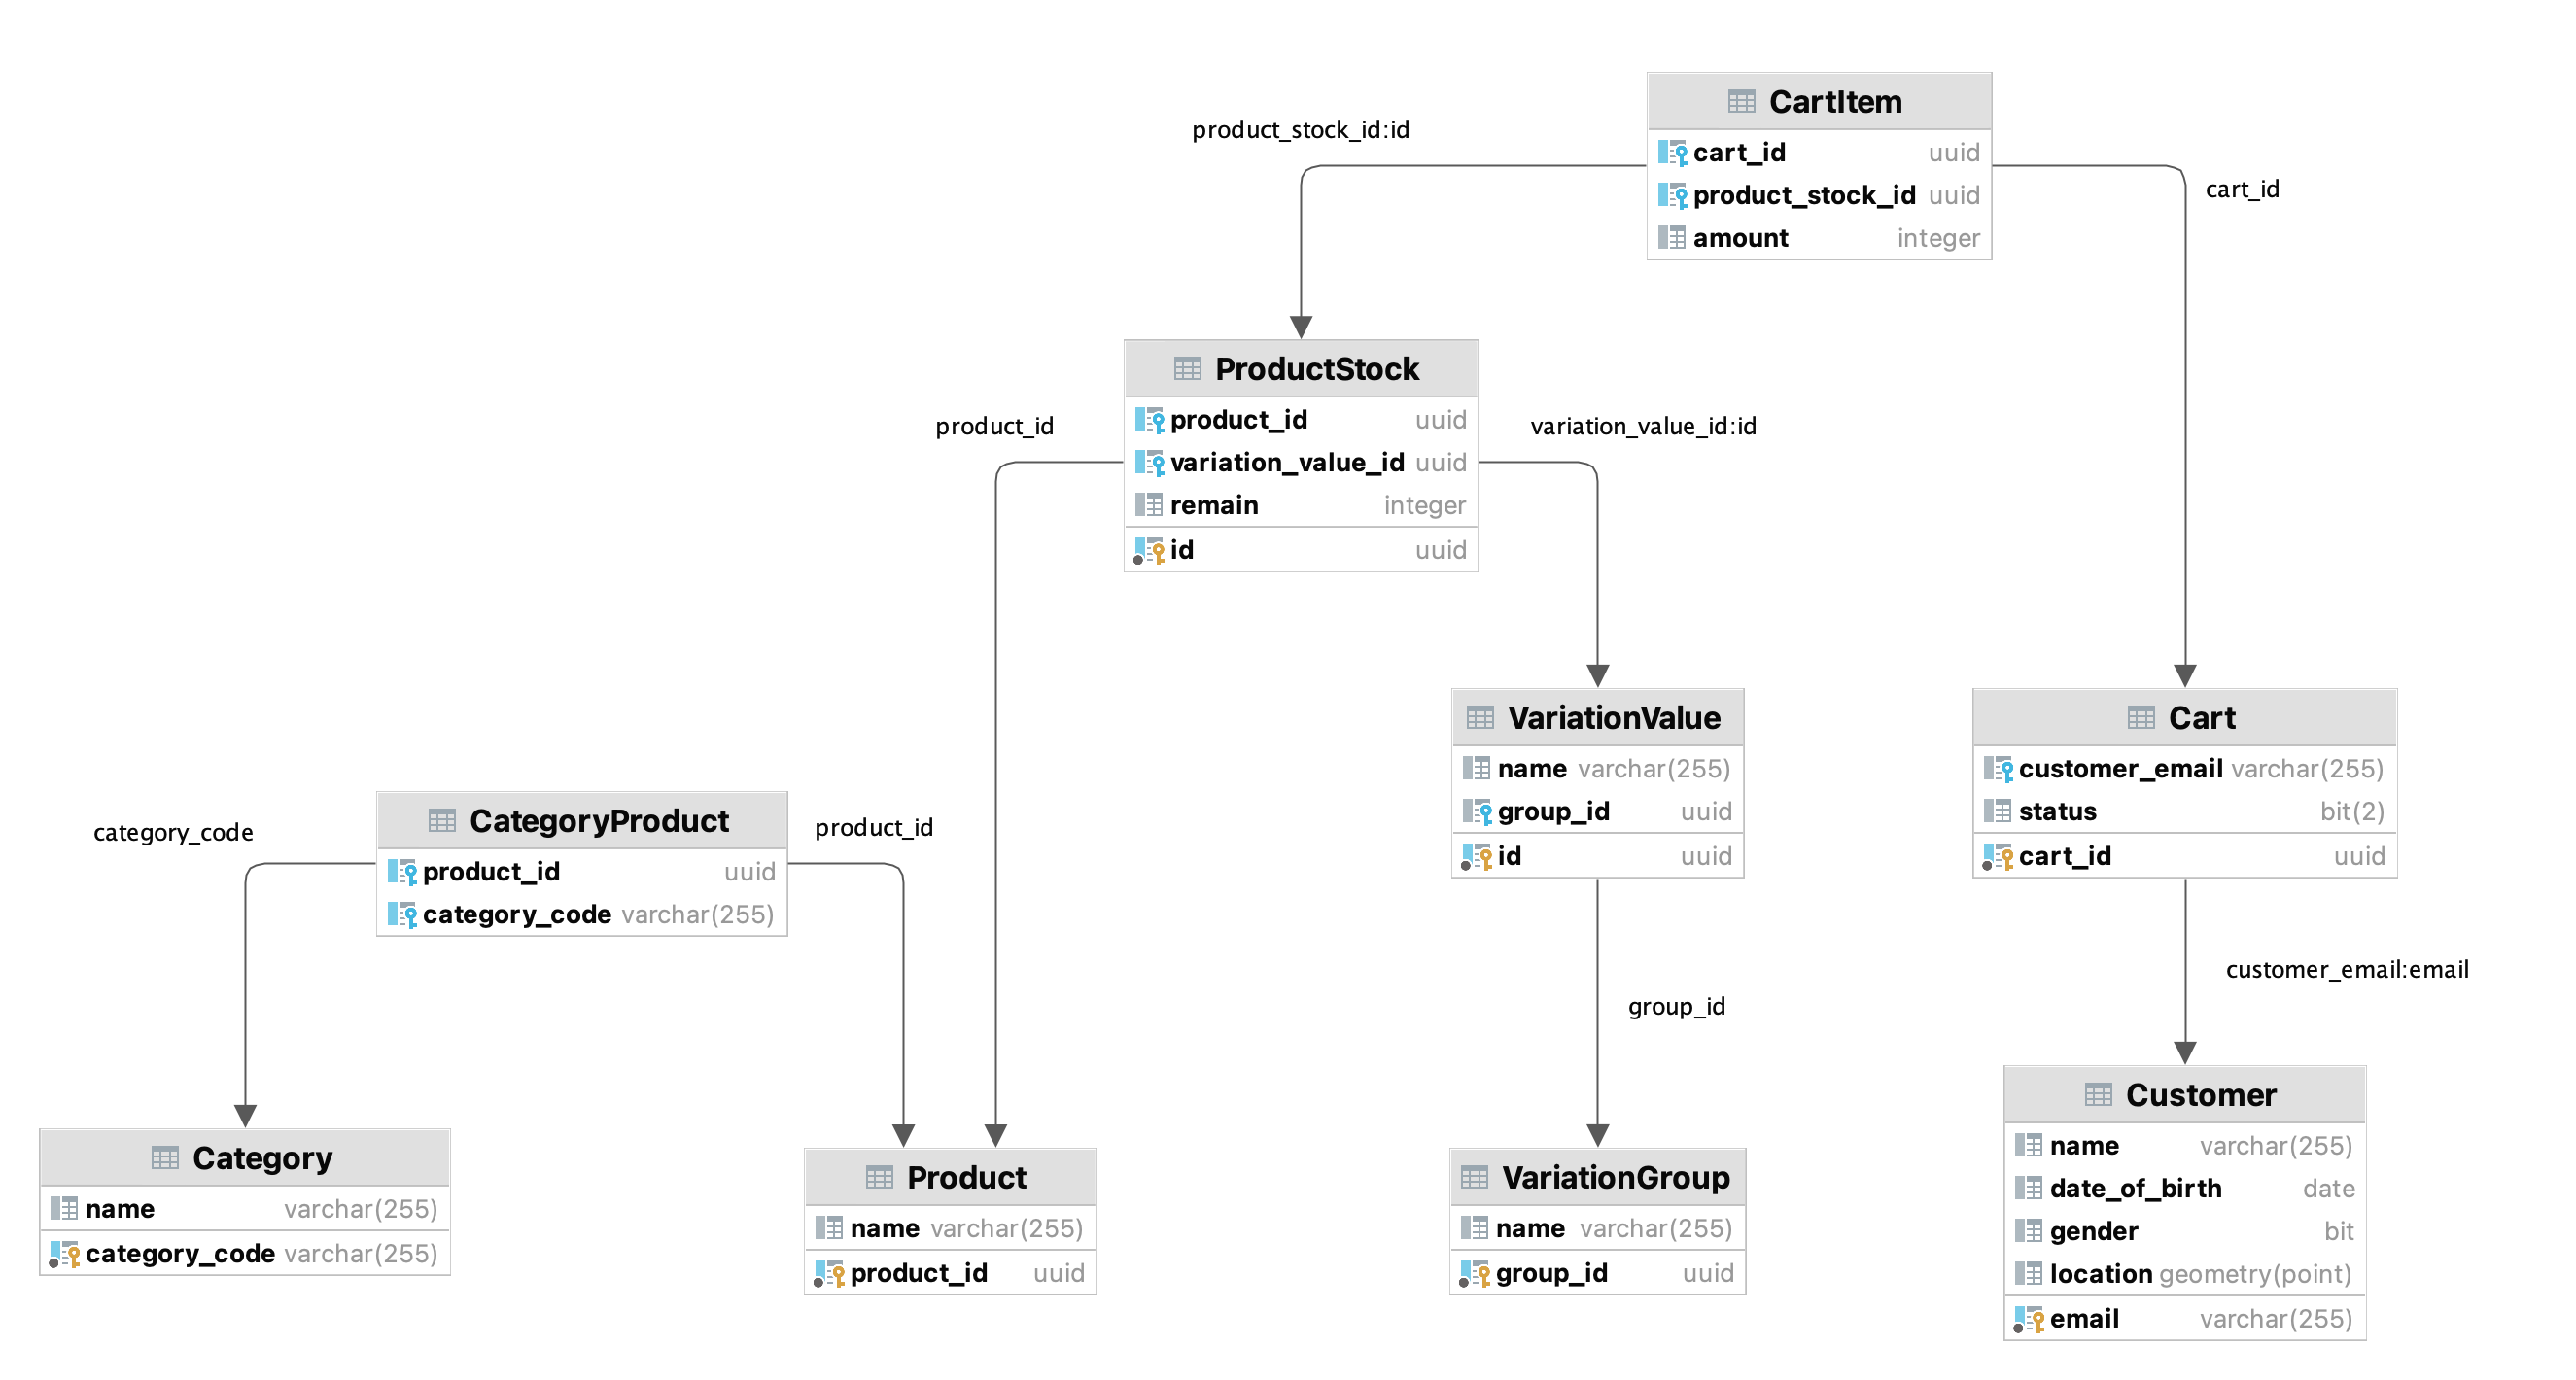 CartItem
cart_id uuid
product_stock_id uuid
amount integer
product_stock_id:id
cart_id
ProductStock
product_id uuid
variation_value_id uuid
remain integer
id uuid
product_id
variation_value_id:id
VariationValue
name varchar(255)
group_id uuid
id uuid
Cart
customer_email varchar(255)
status bit(2)
cart_id uuid
CategoryProduct
product_id uuid
category_code varchar(255)
category_code
product_id
group_id
customer_email:email
Category
name varchar(255)
category_code varchar(255)
Product
name varchar(255)
product_id uuid
VariationGroup
name varchar(255)
group_id uuid
Customer
name varchar(255)
date_of_birth date
gender bit
location geometry(point)
email varchar(255)